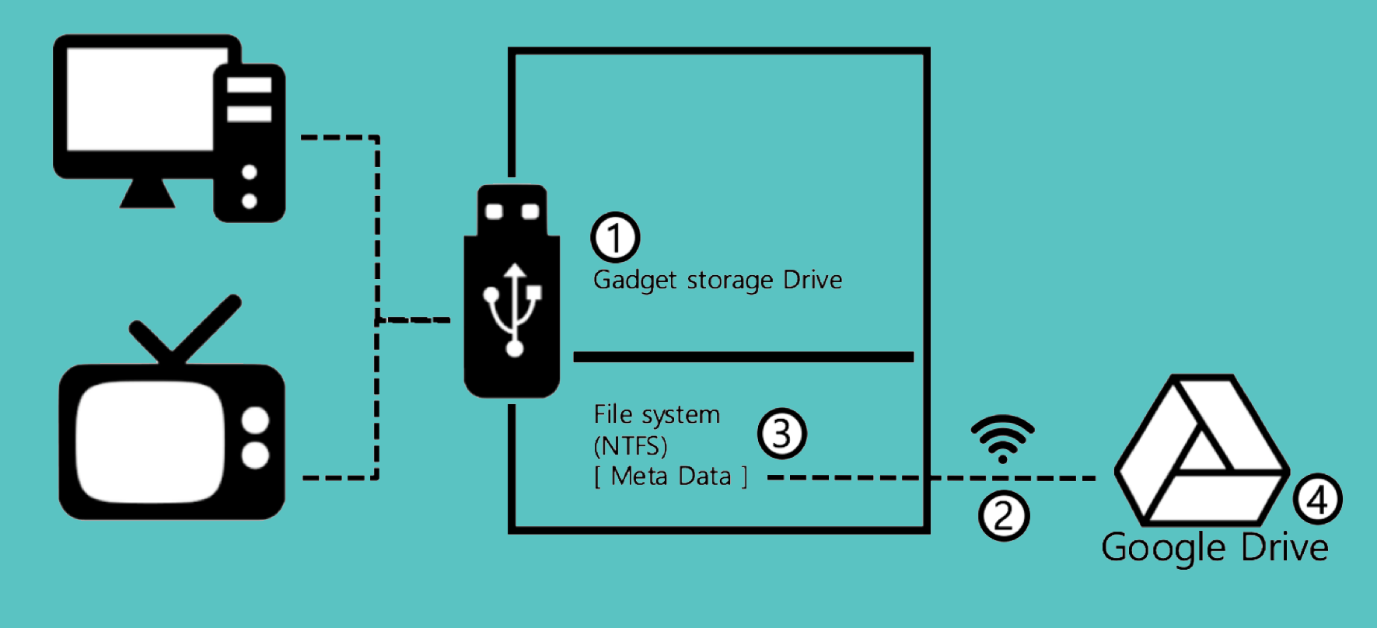 ①
Gadget storage Drive
File system
(NTFS)
[ Meta Data ]
③
②
④
Google Drive